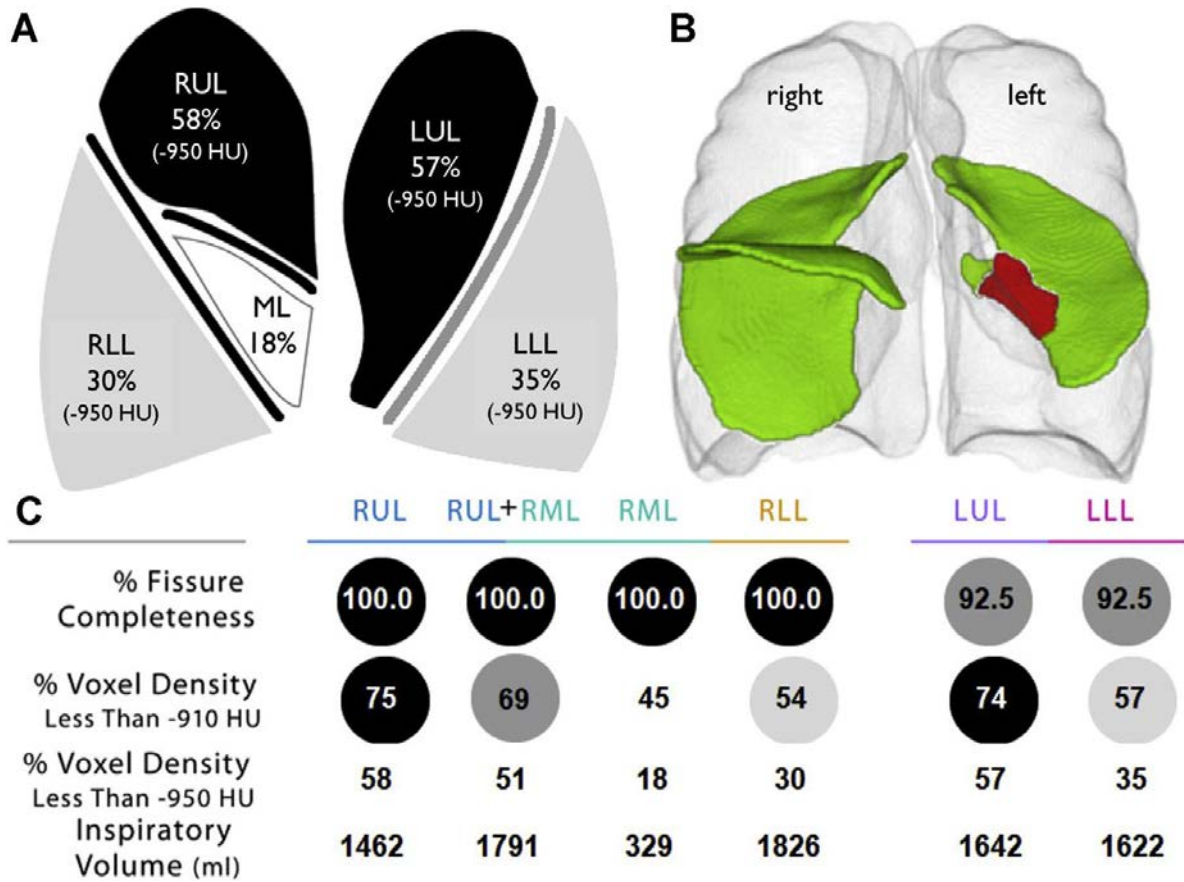 A
RUL
58%
(-950 HU)
LUL
57%
(-950 HU)
ML
18%
RLL
30%
(-950 HU)
LLL
35%
(-950 HU)
B
right
left
C
RUL RUL+RML RML RLL LUL LLL
% Fissure
Completeness
100.0 100.0 100.0 100.0 92.5 92.5
% Voxel Density
Less Than -910 HU
75 69 45 54 74 57
% Voxel Density
Less Than -950 HU
58 51 18 30 57 35
Inspiratory
Volume (ml)
1462 1791 329 1826 1642 1622